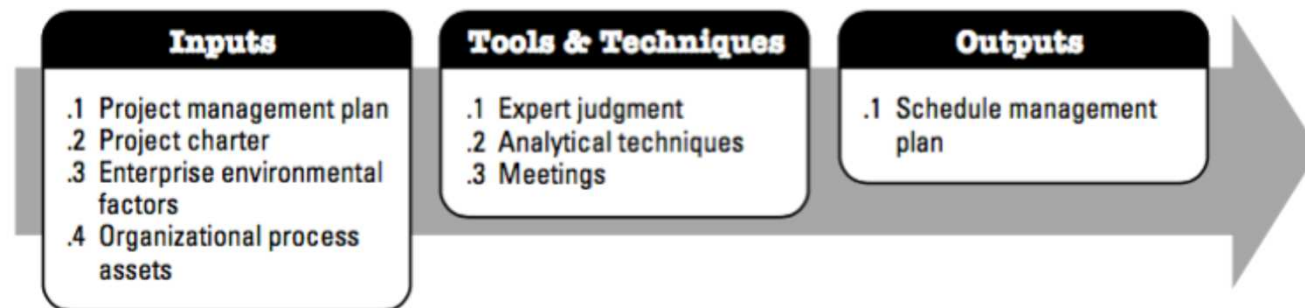 Inputs
.1 Project management plan
.2 Project charter
.3 Enterprise environmental
factors
.4 Organizational process
assets
Tools & Techniques
.1 Expert judgment
.2 Analytical techniques
.3 Meetings
Outputs
.1 Schedule management
plan